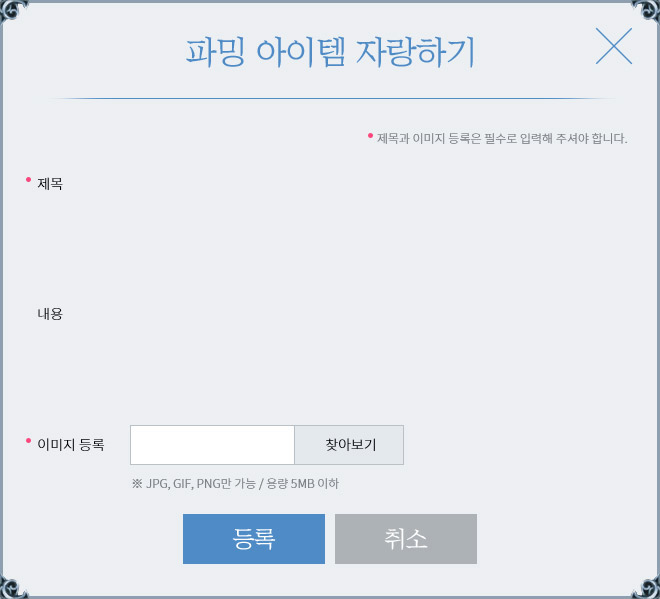 파밍 아이템 자랑하기
제목과 이미지 등록은 필수로 입력해 주셔야 합니다.
제목
내용
이미지 등록 찾아보기
※ JPG, GIF, PNG만 가능 / 용량 5MB 이하
등록 취소